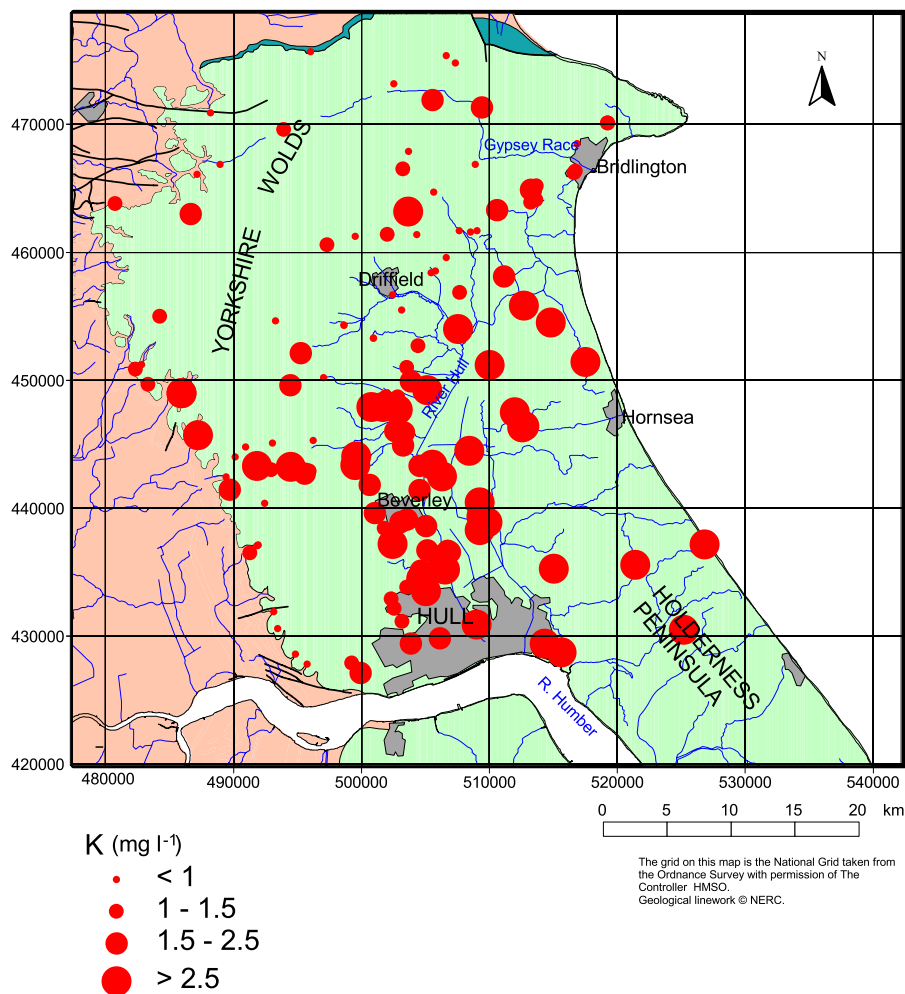 N
470000
460000
450000
440000
430000
420000
480000
490000
500000
510000
520000
530000
540000
YORKSHIRE
WOLDS
Gypsey Race
Bridlington
Driffield
River Hull
Hornsea
Beverley
HULL
HOLDERNESS
PENINSULA
R. Humber
0 5 10 15 20 km
K (mg l-1)
< 1
1 - 1.5
1.5 - 2.5
> 2.5
The grid on this map is the National Grid taken from
the Ordnance Survey with permission of The
Controller HMSO.
Geological linework © NERC.